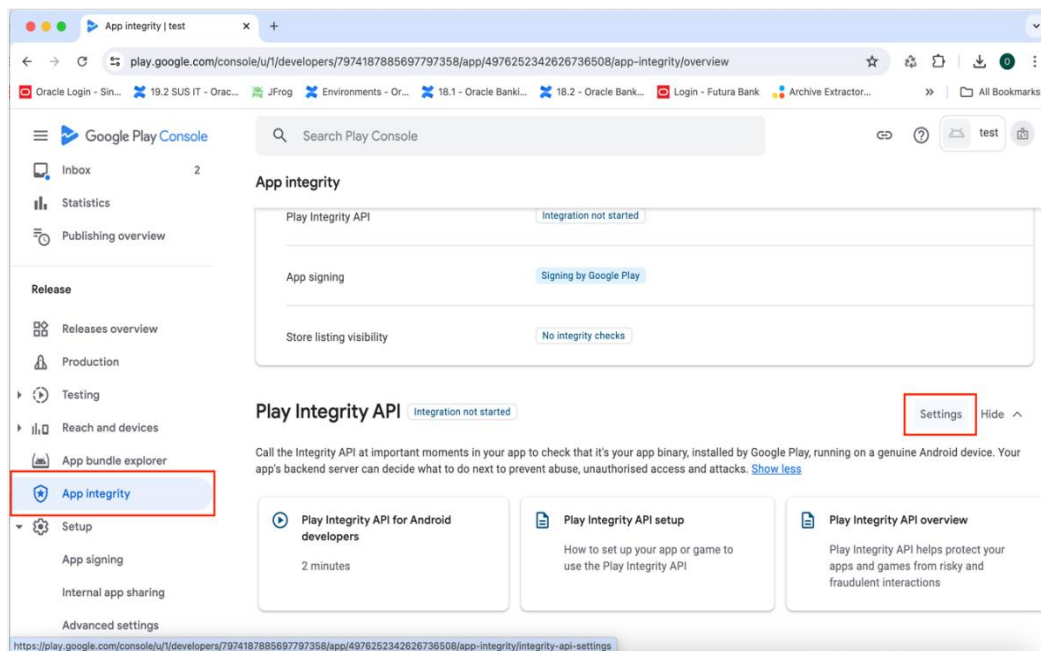 App integrity | test
play.google.com/console/u/1/developers/7974187885697797358/app/4976252342626736508/app-integrity/overview
Oracle Login - Sin... 19.2 SUS IT - Orac... JFrog Environments - Or... 18.1 - Oracle Banki... 18.2 - Oracle Bank... Login - Futura Bank Archive Extractor... All Bookmarks
Google Play Console
Search Play Console
test
Inbox 2
Statistics
Publishing overview
Release
Releases overview
Production
Testing
Reach and devices
App bundle explorer
App integrity
Setup
App signing
Internal app sharing
Advanced settings
App integrity
Play Integrity API Integration not started
App signing Signing by Google Play
Store listing visibility No integrity checks
Play Integrity API Integration not started Settings Hide
Call the Integrity API at important moments in your app to check that it's your app binary, installed by Google Play, running on a genuine Android device. Your
app's backend server can decide what to do next to prevent abuse, unauthorised access and attacks. Show less
Play Integrity API for Android
developers
2 minutes
Play Integrity API setup
How to set up your app or game to
use the Play Integrity API
Play Integrity API overview
Play Integrity API helps protect your
apps and games from risky and
fraudulent interactions
https://play.google.com/console/u/1/developers/7974187885697797358/app/4976252342626736508/app-integrity/integrity-api-settings